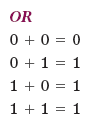 OR
0 + 0 = 0
0 + 1 = 1
1 + 0 = 1
1 + 1 = 1